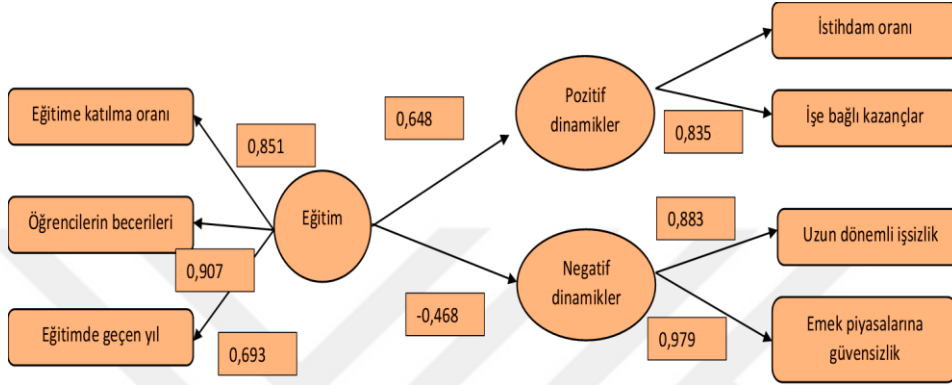 İstihdam oranı
Pozitif
dinamikler
Eğitime katılma oranı
0,648
İşe bağlı kazançlar
0,835
0,851
Öğrencilerin becerileri
Eğitim
0,883
Uzun dönemli işsizlik
0,907
Negatif
dinamikler
-0,468
Eğitimde geçen yıl
0,979
Emek piyasalarına
güvensizlik
0,693